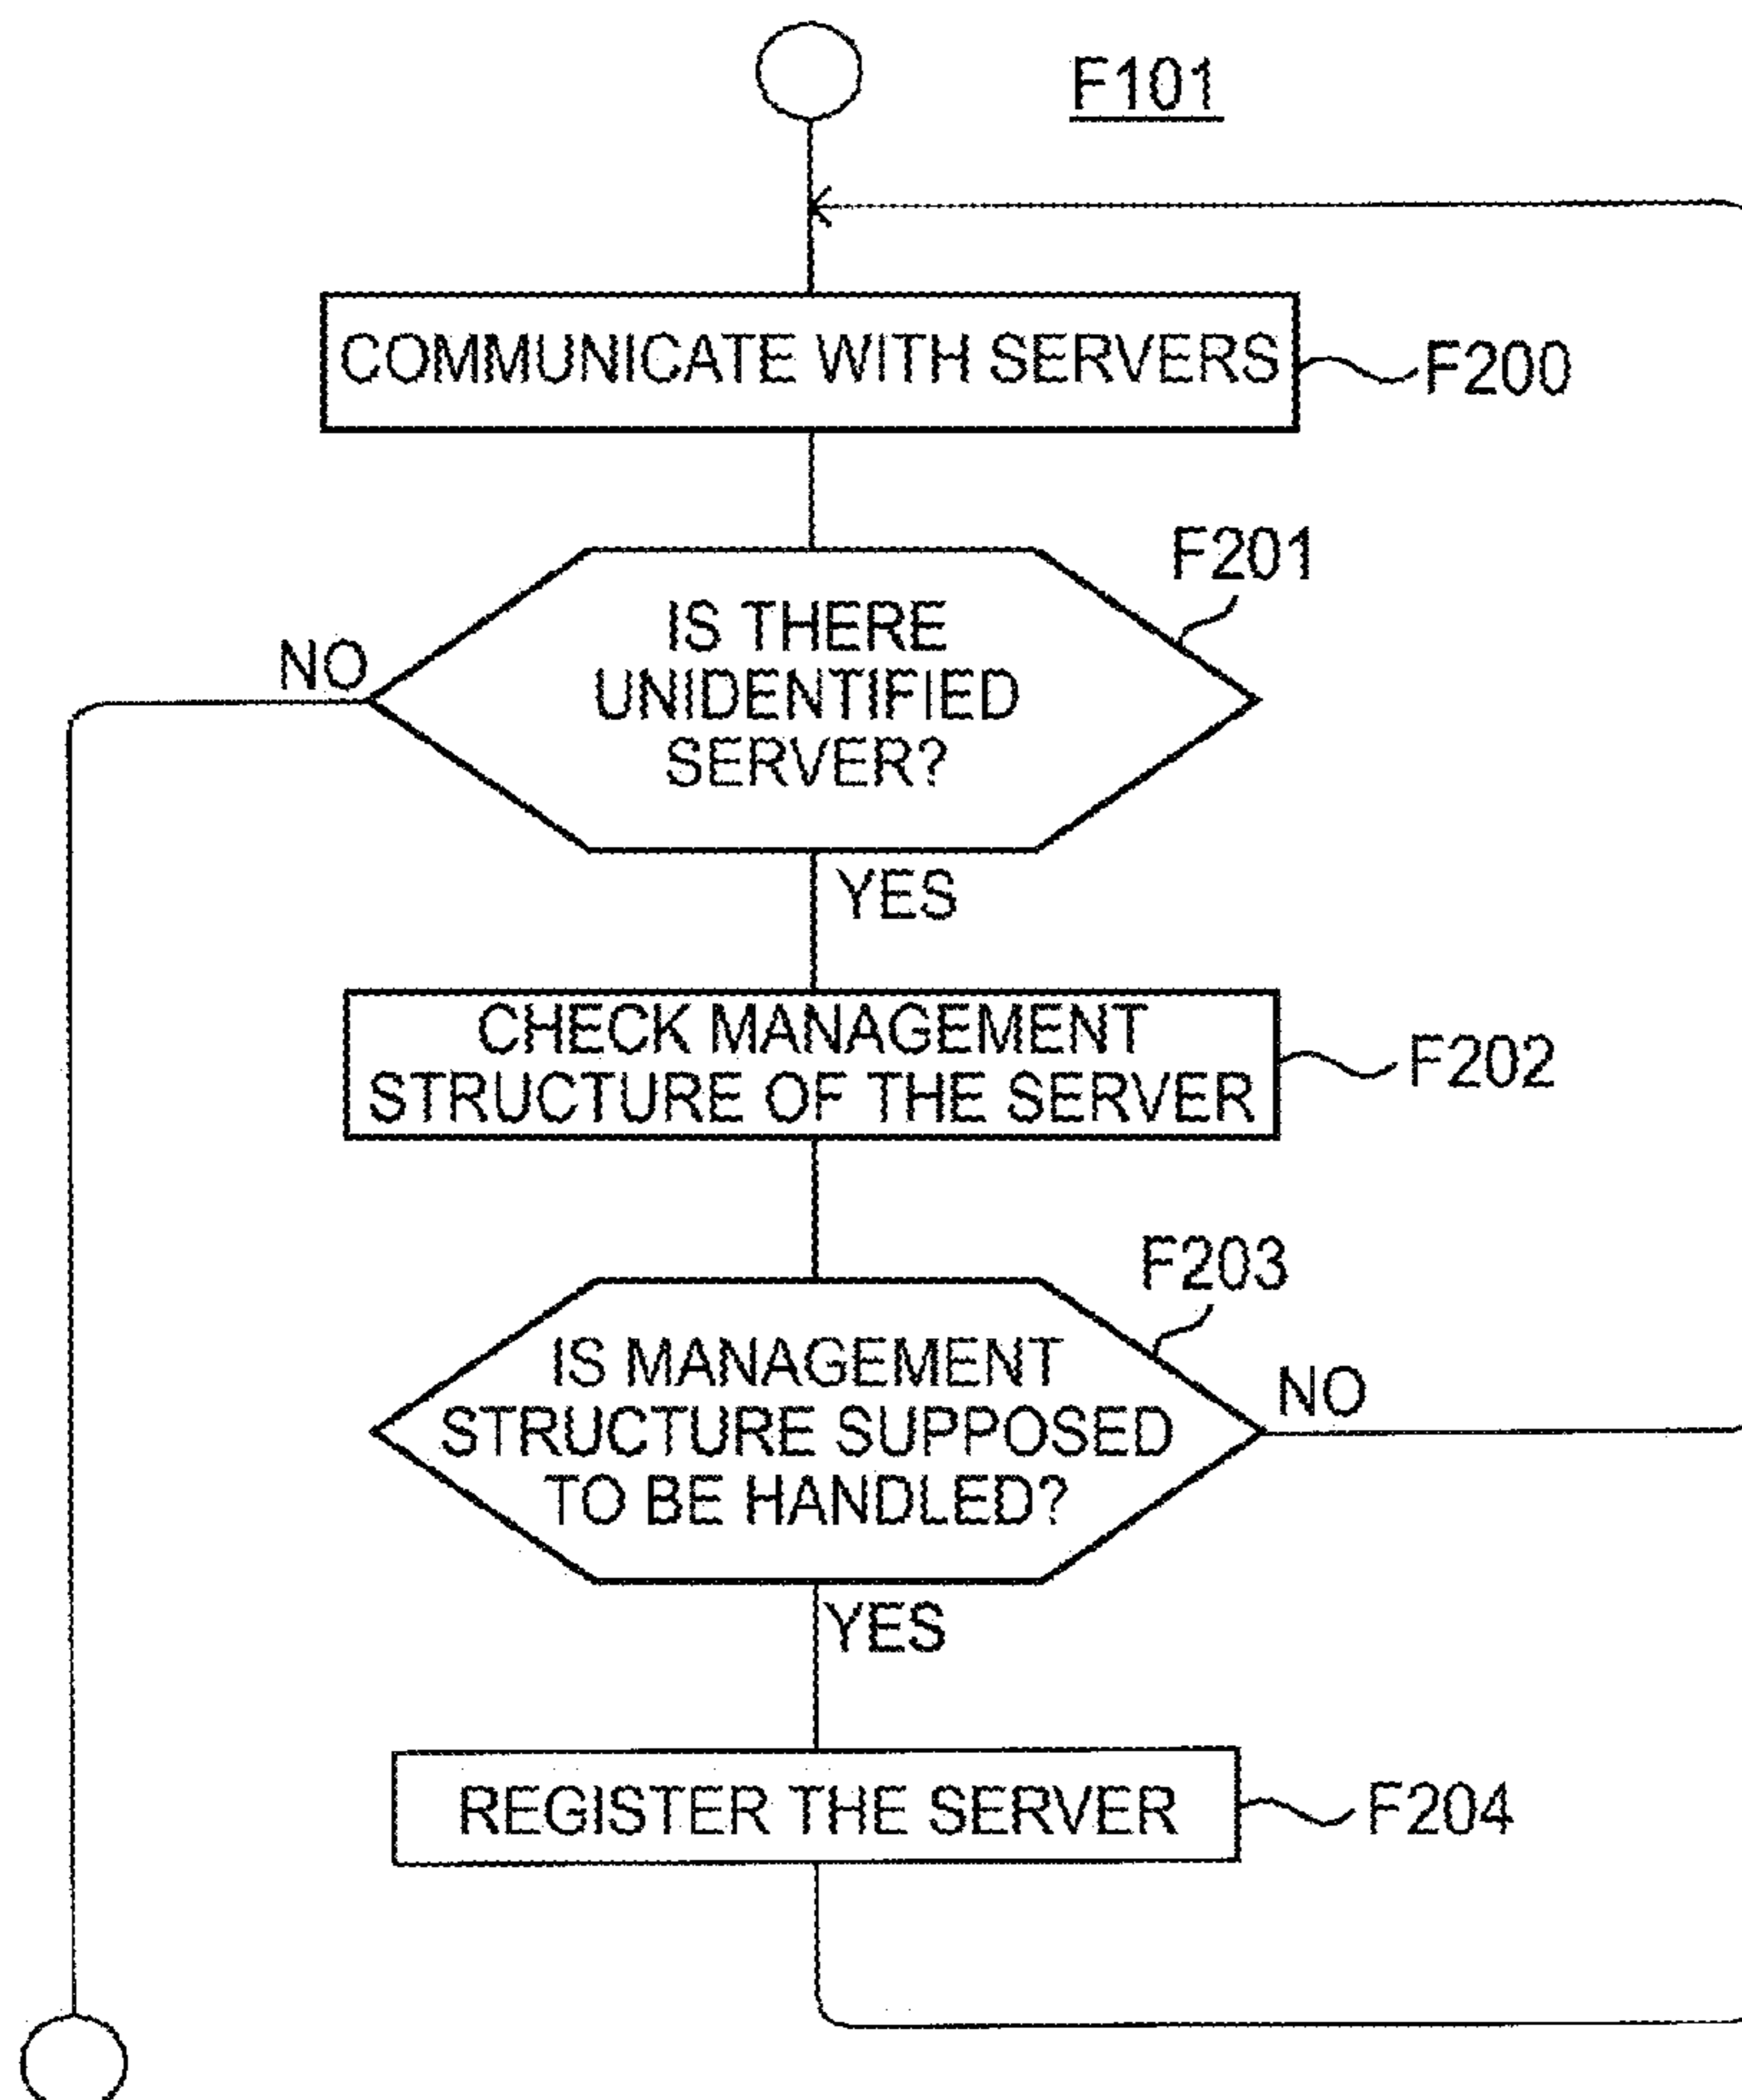 F101
COMMUNICATE WITH SERVERS
F200
F201
IS THERE
UNIDENTIFIED
SERVER?
NO
YES
CHECK MANAGEMENT
STRUCTURE OF THE SERVER
F202
F203
IS MANAGEMENT
STRUCTURE SUPPOSED
TO BE HANDLED?
NO
YES
REGISTER THE SERVER
F204